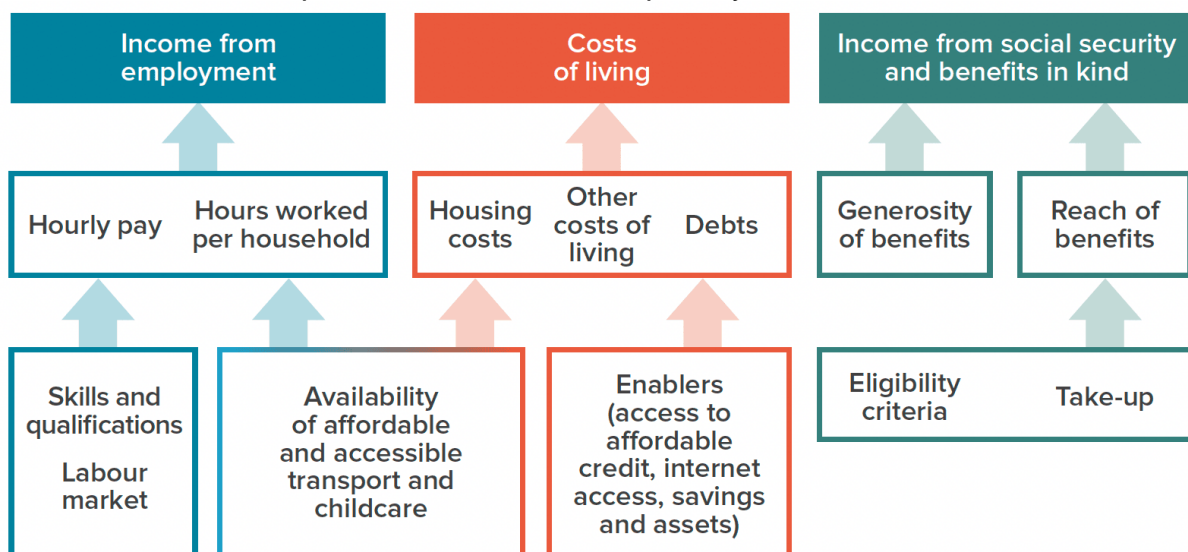 Income from
employment
Costs
of living
Income from social security
and benefits in kind
Hourly pay
Hours worked
per household
Housing
costs
Other
costs of
living
Debts
Generosity
of benefits
Reach of
benefits
Skills and
qualifications
Labour
market
Availability
of affordable
and accessible
transport and
childcare
Enablers
(access to
affordable
credit, internet
access, savings
and assets)
Eligibility
criteria
Take-up